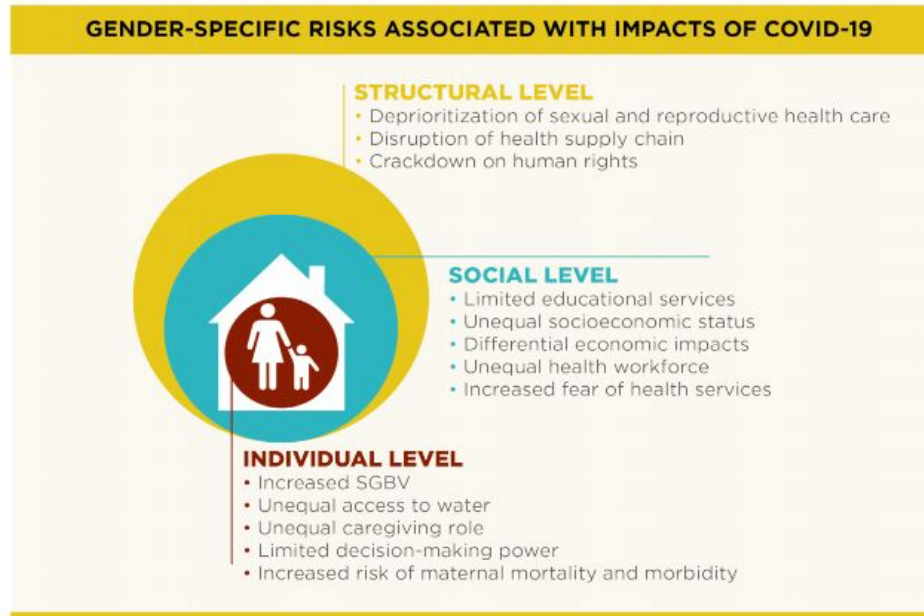 GENDER-SPECIFIC RISKS ASSOCIATED WITH IMPACTS OF COVID-19
STRUCTURAL LEVEL
• Deprioritization of sexual and reproductive health care
• Disruption of health supply chain
• Crackdown on human rights
SOCIAL LEVEL
• Limited educational services
• Unequal socioeconomic status
• Differential economic impacts
• Unequal health workforce
• Increased fear of health services
INDIVIDUAL LEVEL
• Increased SGBV
• Unequal access to water
• Unequal caregiving role
• Limited decision-making power
• Increased risk of maternal mortality and morbidity